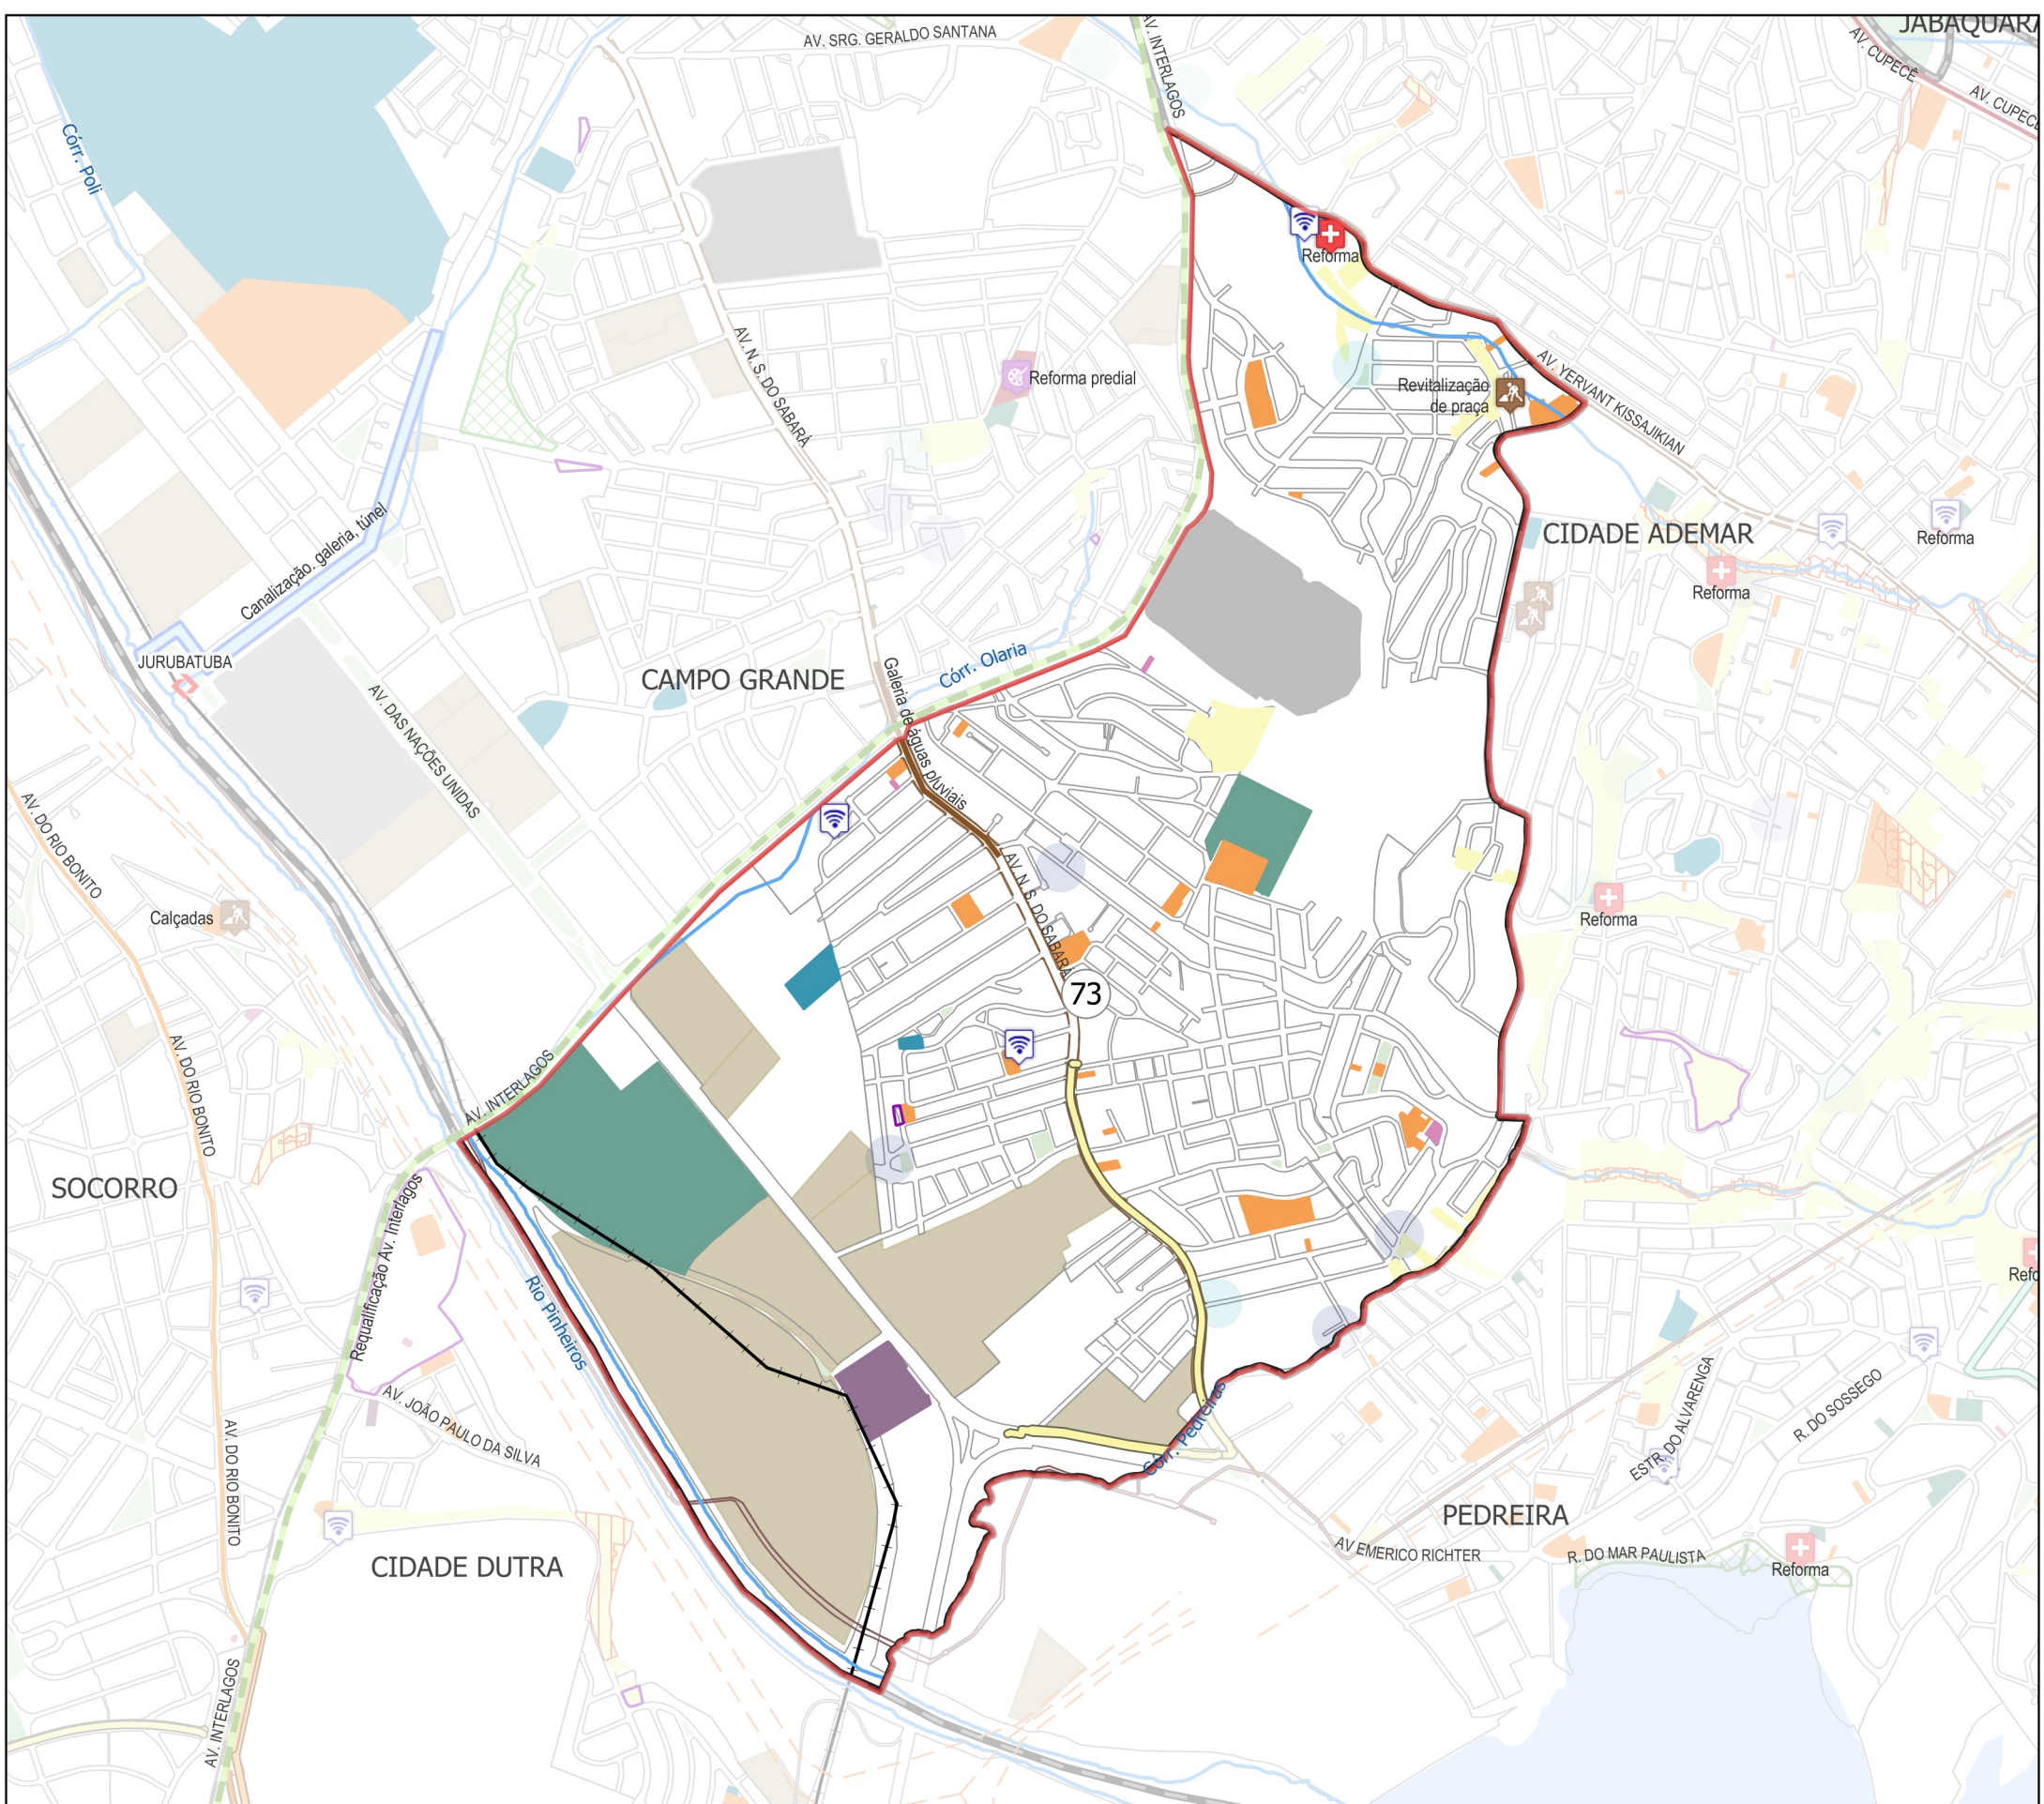 JABAQUARA
AV. SRG. GERALDO SANTANA
AV. INTERLAGOS
AV. CUPECÊ
AV. CUPECÊ
Córr. Poli
Reforma
AV. N. S. DO SABARÁ
Reforma predial
Revitalização
de praça
AV. YERVANT KISSAJIKIAN
CIDADE ADEMAR
Reforma
Canalização. galeria, túnel
Reforma
JURUBATUBA
CAMPO GRANDE
Córr. Olaria
Galeria de águas pluviais
AV. DAS NAÇÕES UNIDAS
AV. DO RIO BONITO
Calçadas
AV. N. S. DO SABARÁ
Reforma
73
AV. DO RIO BONITO
AV. INTERLAGOS
SOCORRO
Requalificação Av. Interlagos
Rio Pinheiros
Refo
AV. JOÃO PAULO DA SILVA
AV. DO RIO BONITO
Córr. Pedreiras
ESTR. DO ALVARENGA
R. DO SOSSEGO
PEDREIRA
AV EMERICO RICHTER
R. DO MAR PAULISTA
Reforma
CIDADE DUTRA
AV. INTERLAGOS